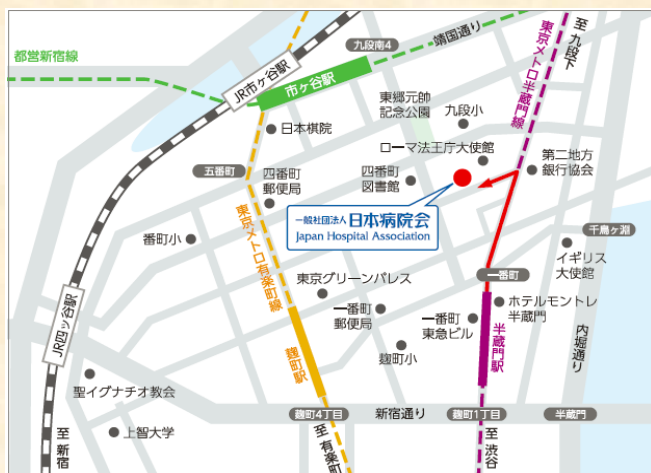 都営新宿線
JR市ヶ谷駅
市ヶ谷駅
九段南4
靖国通り
東京メトロ半蔵門線
至九段下
東郷元帥
記念公園
九段小
日本棋院
ローマ法王庁大使館
第二地方
銀行協会
五番町
四番町
郵便局
四番町
図書館
一般社団法人 日本病院会
Japan Hospital Association
番町小
東京メトロ有楽町線
千鳥ヶ淵
イギリス
大使館
一番町
東京グリーンパレス
一番町
郵便局
一番町
東急ビル
ホテルモントレ
半蔵門
半蔵門駅
内堀通り
麹町小
麹町駅
JR四ッ谷駅
聖イグナチオ教会
上智大学
麹町4丁目
新宿通り
麹町1丁目
半蔵門
至新宿
至有楽町
至渋谷